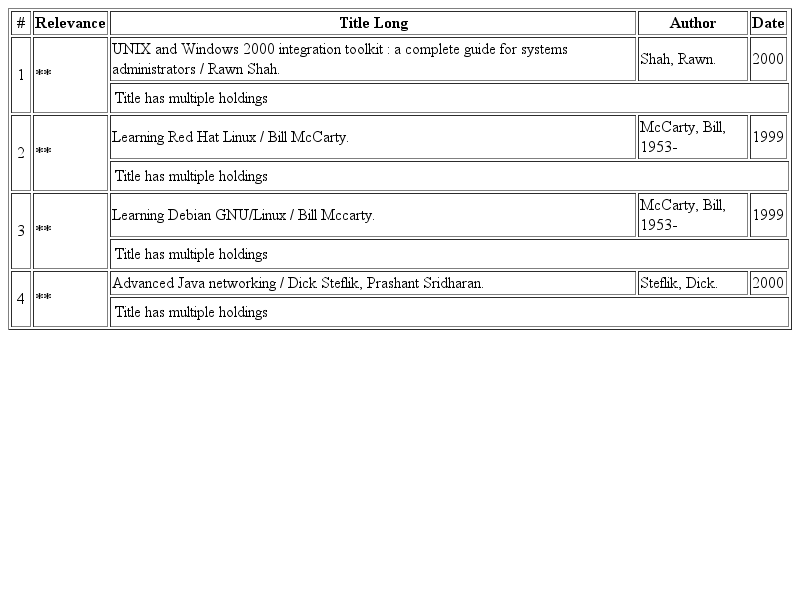 # Relevance Title Long Author Date
1 ** UNIX and Windows 2000 integration toolkit : a complete guide for systems
administrators / Rawn Shah. Shah, Rawn. 2000
Title has multiple holdings
2 ** Learning Red Hat Linux / Bill McCarty. McCarty, Bill,
1953- 1999
Title has multiple holdings
3 ** Learning Debian GNU/Linux / Bill Mccarty. McCarty, Bill,
1953- 1999
Title has multiple holdings
4 ** Advanced Java networking / Dick Steflik, Prashant Sridharan. Steflik, Dick. 2000
Title has multiple holdings